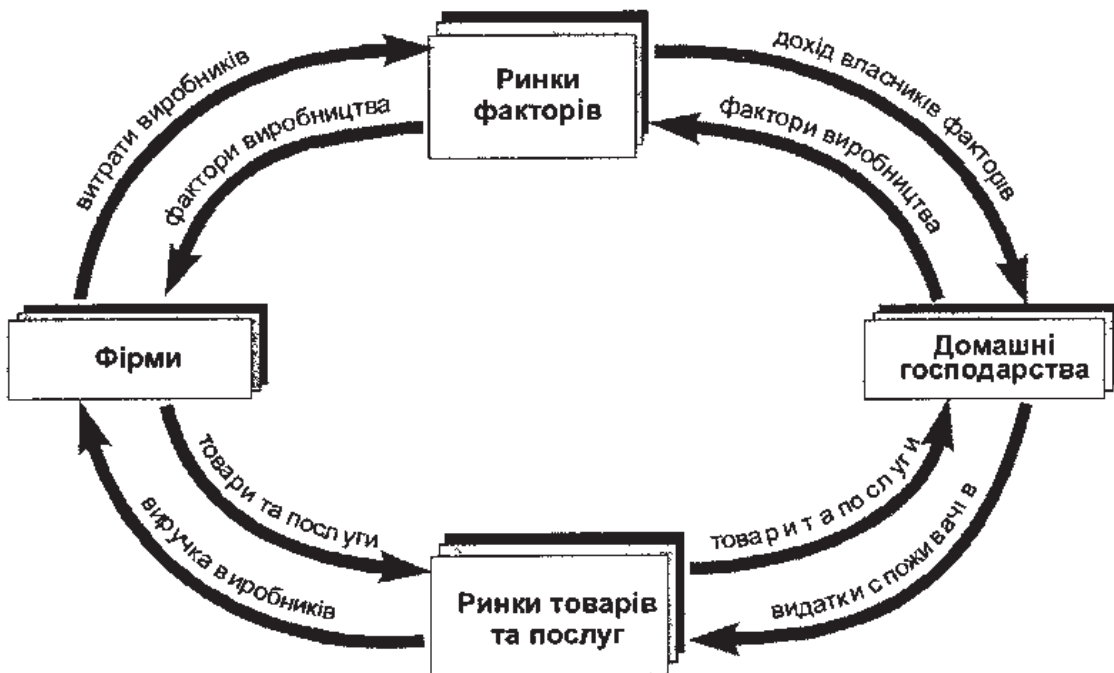 Ринки
факторів
витрати виробників
фактори виробництва
дохід власників факторів
фактори виробництва
Фірми
Домашні
господарства
товари та послуги
виручка виробників
товари та послуги
видатки споживачів
Ринки товарів
та послуг